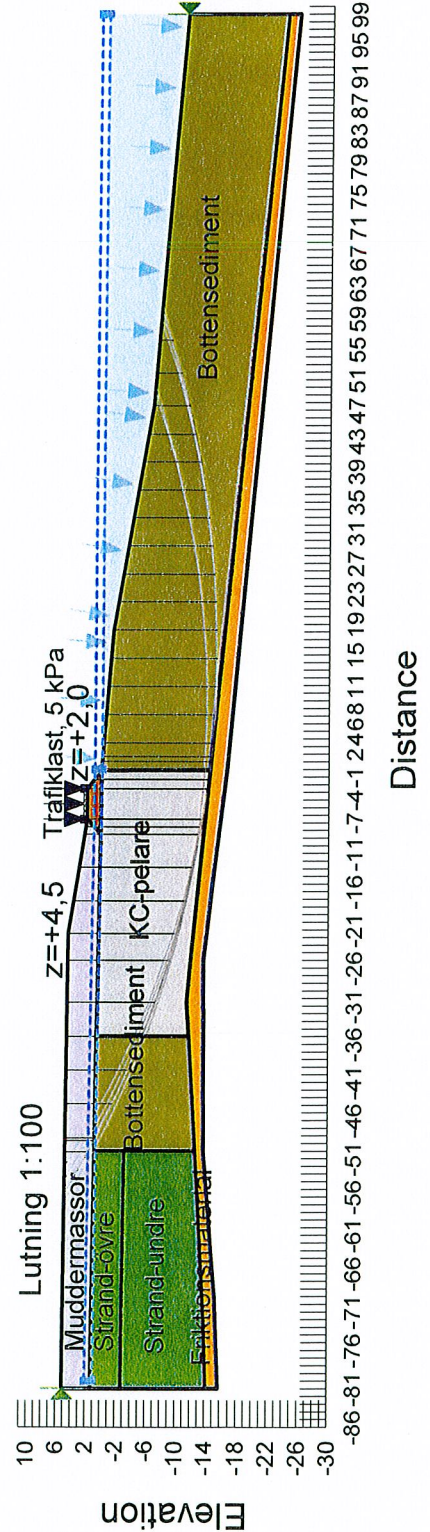 Lutning 1:100
z=+4,5
Trafiklast, 5 kPa
z=+2,0
Muddermassor
Strand-ovre
Strand-undre
Friktionsmaterial
Bottensediment
KC-pelare
Bottensediment
Elevation
10
6
2
-2
-6
-10
-14
-18
-22
-26
-30
-86 -81 -76 -71 -66 -61 -56 -51 -46 -41 -36 -31 -26 -21 -16 -11 -7 -4 -1 2 4 6 8 11 15 19 23 27 31 35 39 43 47 51 55 59 63 67 71 75 79 83 87 91 95 99
Distance